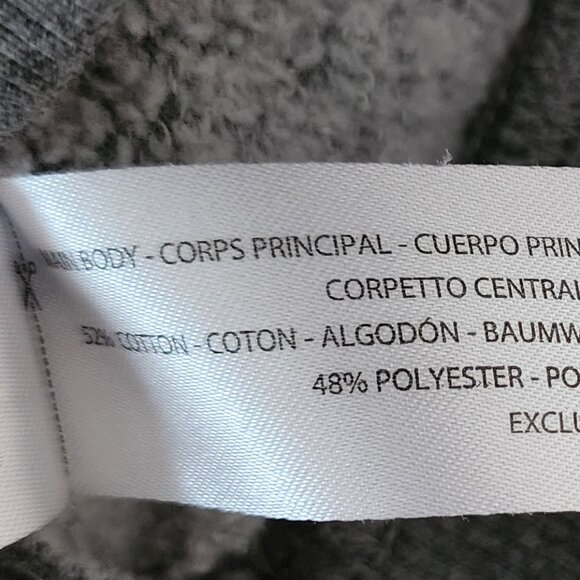 MAIN BODY - CORPS PRINCIPAL - CUERPO PRIN
CORPETTO CENTRAL
52% COTTON - COTON - ALGODÓN - BAUMW
48% POLYESTER - PO
EXCLU